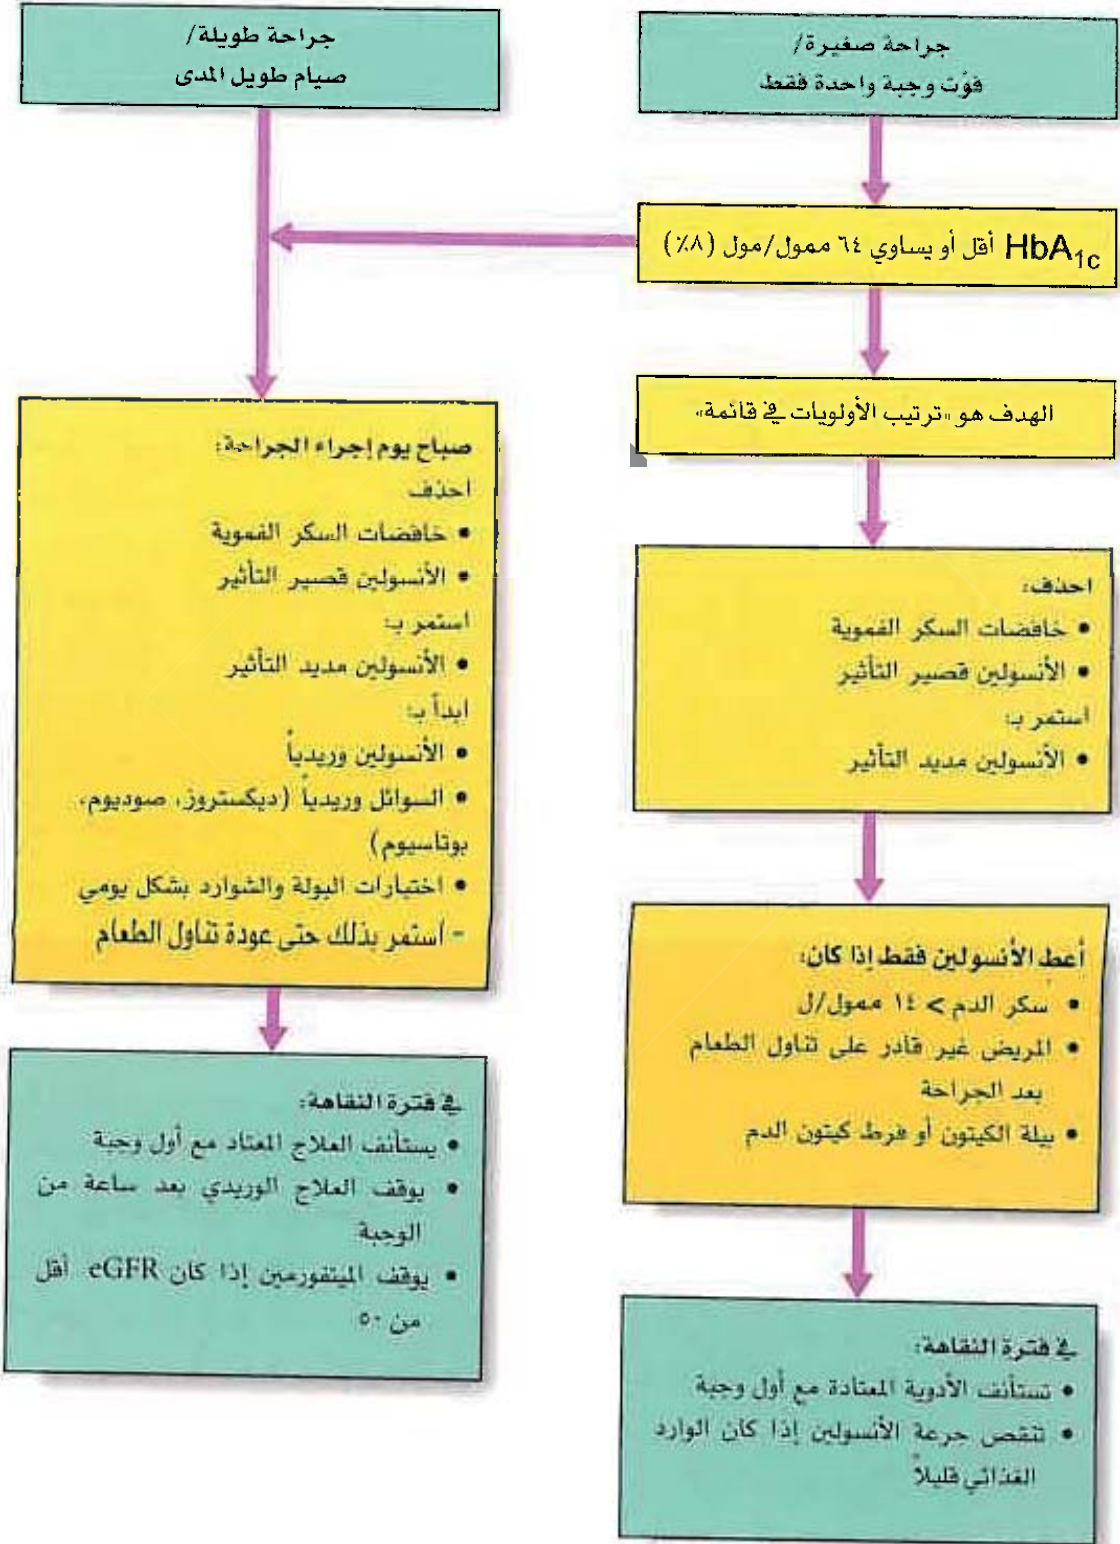 جراحة صغيرة/
فوّت وجبة واحدة فقط
HbA1c أقل أو يساوي ٦٤ ممول/مول (٨٪)
الهدف هو «ترتيب الأولويات في قائمة»
احذف:
• خافضات السكر الفموية
• الأنسولين قصير التأثير
استمر بـ:
• الأنسولين مديد التأثير
أعط الأنسولين فقط إذا كان:
• سكر الدم > ١٤ ممول/ل
• المريض غير قادر على تناول الطعام
بعد الجراحة
• بيلة الكيتون أو فرط كيتون الدم
في فترة النقاهة:
• تستأنف الأدوية المعتادة مع أول وجبة
• تنقص جرعة الأنسولين إذا كان الوارد
الغذائي قليلاً
جراحة طويلة/
صيام طويل المدى
صباح يوم إجراء الجراحة:
احذف
• خافضات السكر الفموية
• الأنسولين قصير التأثير
استمر بـ:
• الأنسولين مديد التأثير
ابدأ بـ:
• الأنسولين وريدياً
• السوائل وريدياً (ديكستروز، صوديوم،
بوتاسيوم)
• اختبارات البولة والشوارد بشكل يومي
- أستمر بذلك حتى عودة تناول الطعام
في فترة النقاهة:
• يستأنف العلاج المعتاد مع أول وجبة
• يوقف العلاج الوريدي بعد ساعة من
الوجبة
• يوقف الميتفورمين إذا كان eGFR أقل
من ٥٠